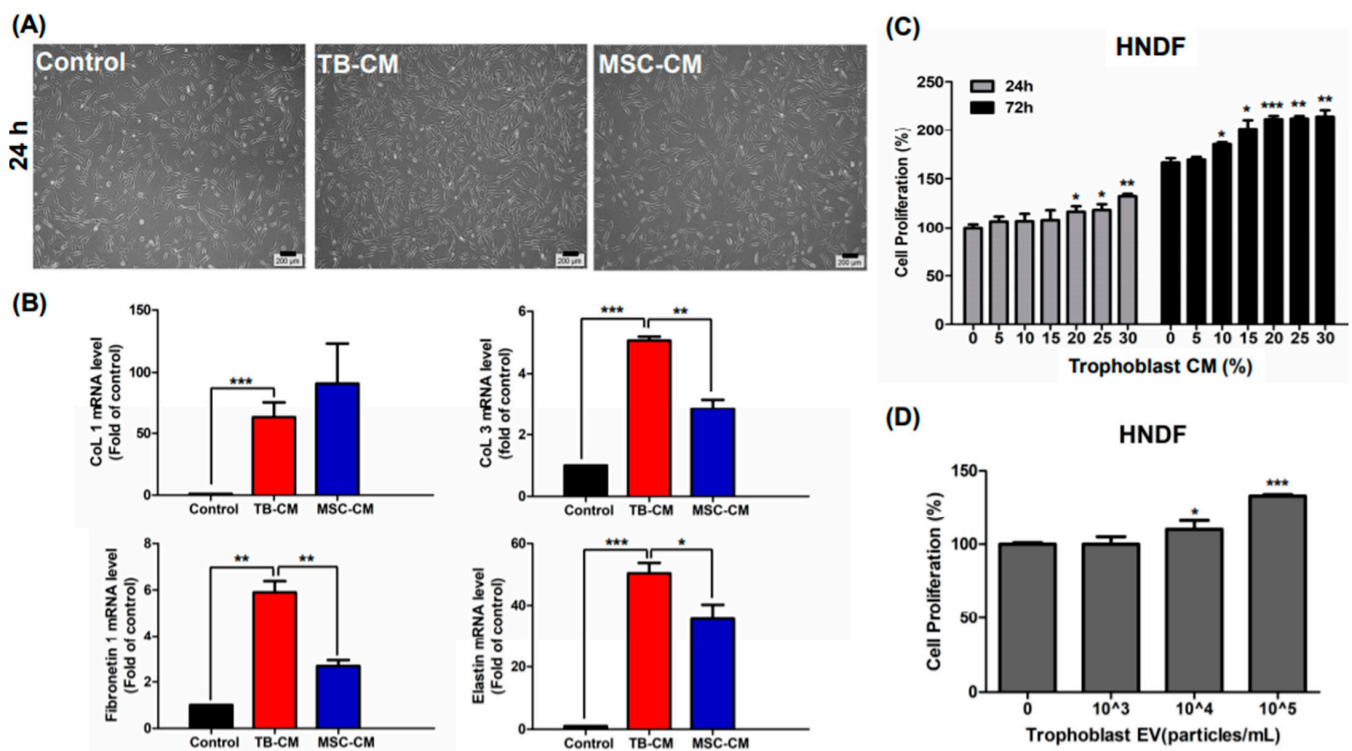 (A)
Control
TB-CM
MSC-CM
24 h
200 μm
200 μm
200 μm
(B)
CoL 1 mRNA level
(Fold of control)
150
100
50
0
***
Control
TB-CM
MSC-CM
CoL 3 mRNA level
(fold of control)
6
4
2
0
***
**
Control
TB-CM
MSC-CM
Fibronetin 1 mRNA level
(Fold of control)
8
6
4
2
0
**
**
Control
TB-CM
MSC-CM
Elastin mRNA level
(Fold of control)
60
40
20
0
***
*
Control
TB-CM
MSC-CM
(C)
HNDF
24h
72h
Cell Proliferation (%)
250
200
150
100
50
0
* * **
* * *** ** **
0 5 10 15 20 25 30 0 5 10 15 20 25 30
Trophoblast CM (%)
(D)
HNDF
Cell Proliferation (%)
150
100
50
0
* ***
0 10^3 10^4 10^5
Trophoblast EV(particles/mL)